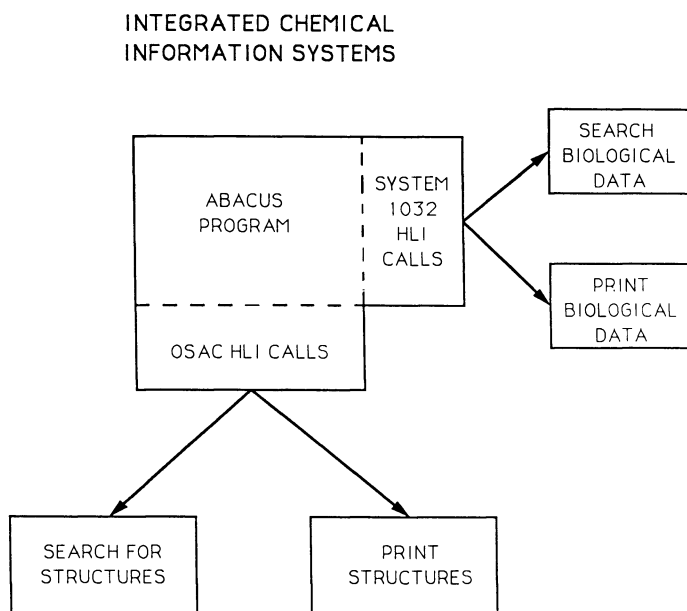 INTEGRATED CHEMICAL
INFORMATION SYSTEMS
ABACUS
PROGRAM
SYSTEM
1032
HLI
CALLS
OSAC HLI CALLS
SEARCH
BIOLOGICAL
DATA
PRINT
BIOLOGICAL
DATA
SEARCH FOR
STRUCTURES
PRINT
STRUCTURES